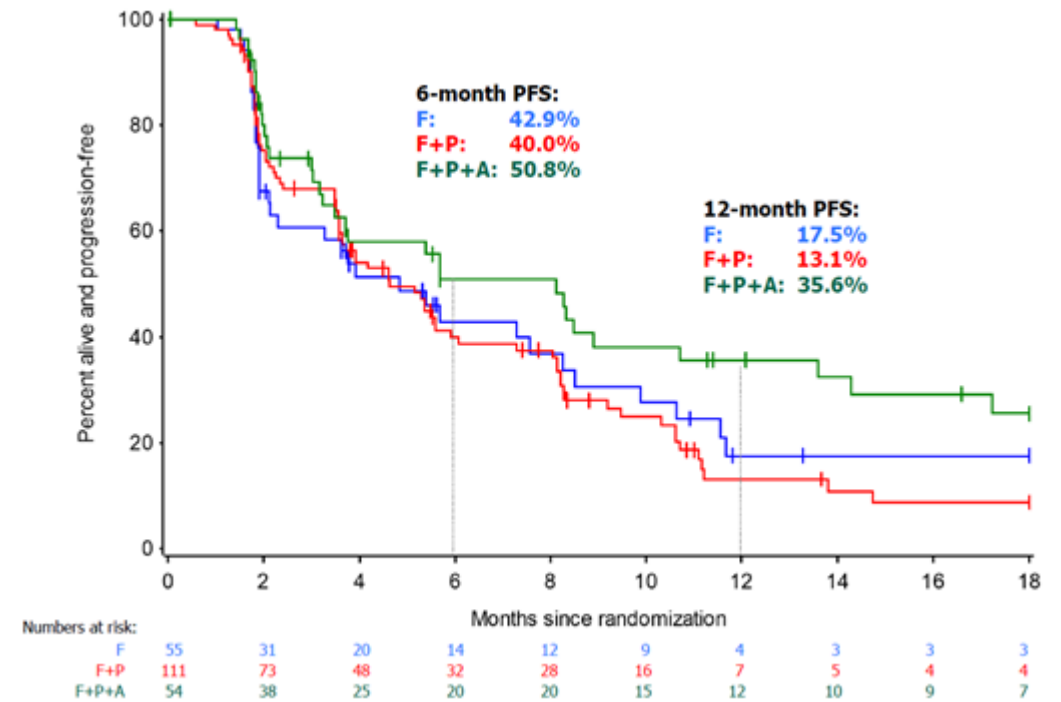 100
80
60
40
20
0
Percent alive and progression-free
6-month PFS:
F: 42.9%
F+P: 40.0%
F+P+A: 50.8%
12-month PFS:
F: 17.5%
F+P: 13.1%
F+P+A: 35.6%
0 2 4 6 8 10 12 14 16 18
Months since randomization
Numbers at risk:
F 55 31 20 14 12 9 4 3 3 3
F+P 111 73 48 32 28 16 7 5 4 4
F+P+A 54 38 25 20 20 15 12 10 9 7